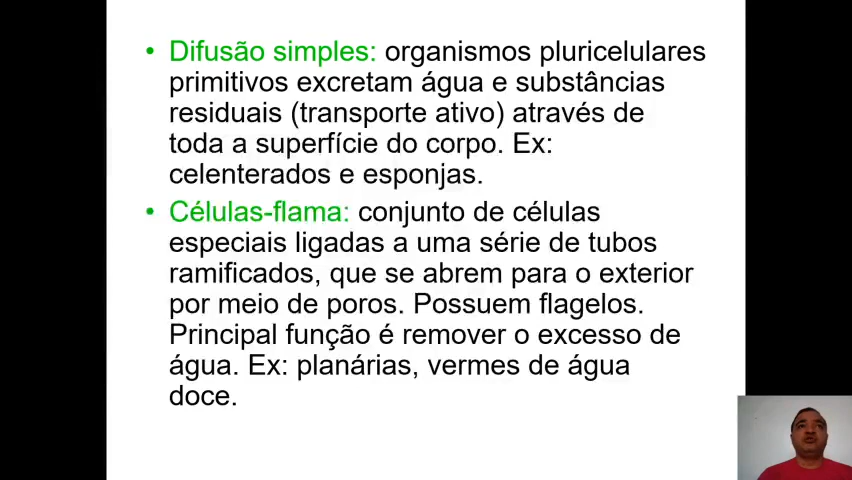 • Difusão simples: organismos pluricelulares
primitivos excretam água e substâncias
residuais (transporte ativo) através de
toda a superfície do corpo. Ex:
celenterados e esponjas.
• Células-flama: conjunto de células
especiais ligadas a uma série de tubos
ramificados, que se abrem para o exterior
por meio de poros. Possuem flagelos.
Principal função é remover o excesso de
água. Ex: planárias, vermes de água
doce.